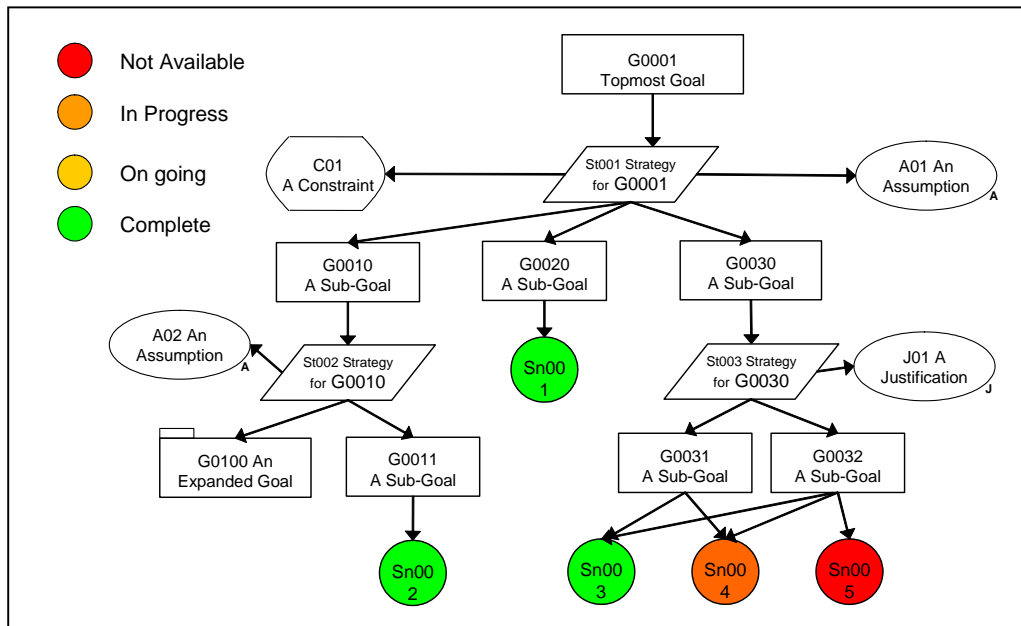 Not Available
In Progress
On going
Complete
G0001
Topmost Goal
C01
A Constraint
St001 Strategy
for G0001
A01 An
Assumption
A
G0010
A Sub-Goal
G0020
A Sub-Goal
G0030
A Sub-Goal
A02 An
Assumption
A
St002 Strategy
for G0010
Sn00
1
St003 Strategy
for G0030
J01 A
Justification
J
G0100 An
Expanded Goal
G0011
A Sub-Goal
G0031
A Sub-Goal
G0032
A Sub-Goal
Sn00
2
Sn00
3
Sn00
4
Sn00
5